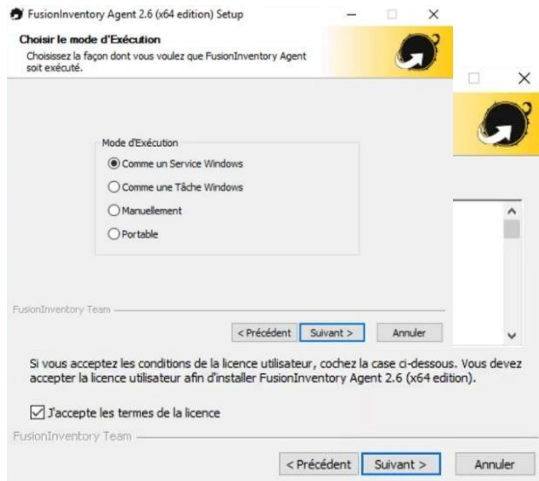 FusionInventory Agent 2.6 (x64 edition) Setup
Choisir le mode d'Exécution
Choisissez la façon dont vous voulez que FusionInventory Agent
soit exécuté.
Mode d'Exécution
Comme un Service Windows
Comme une Tâche Windows
Manuellement
Portable
FusionInventory Team
< Précédent
Suivant >
Annuler
Si vous acceptez les conditions de la licence utilisateur, cochez la case ci-dessous. Vous devez
accepter la licence utilisateur afin d'installer FusionInventory Agent 2.6 (x64 edition).
J'accepte les termes de la licence
FusionInventory Team
< Précédent
Suivant >
Annuler